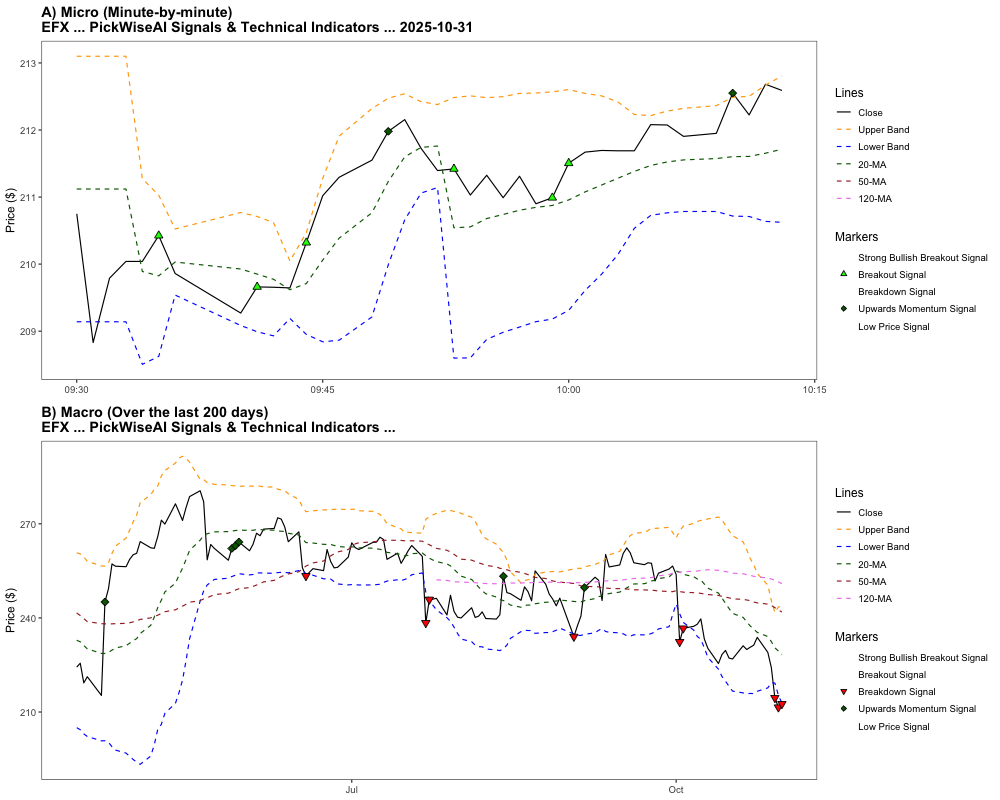 A) Micro (Minute-by-minute)
EFX ... PickWiseAI Signals & Technical Indicators ... 2025-10-31
213
212
211
210
209
Price ($)
09:30
09:45
10:00
10:15
Lines
Close
Upper Band
Lower Band
20-MA
50-MA
120-MA
Markers
Strong Bullish Breakout Signal
Breakout Signal
Breakdown Signal
Upwards Momentum Signal
Low Price Signal
B) Macro (Over the last 200 days)
EFX ... PickWiseAI Signals & Technical Indicators ...
270
240
210
Price ($)
Jul
Oct
Lines
Close
Upper Band
Lower Band
20-MA
50-MA
120-MA
Markers
Strong Bullish Breakout Signal
Breakout Signal
Breakdown Signal
Upwards Momentum Signal
Low Price Signal